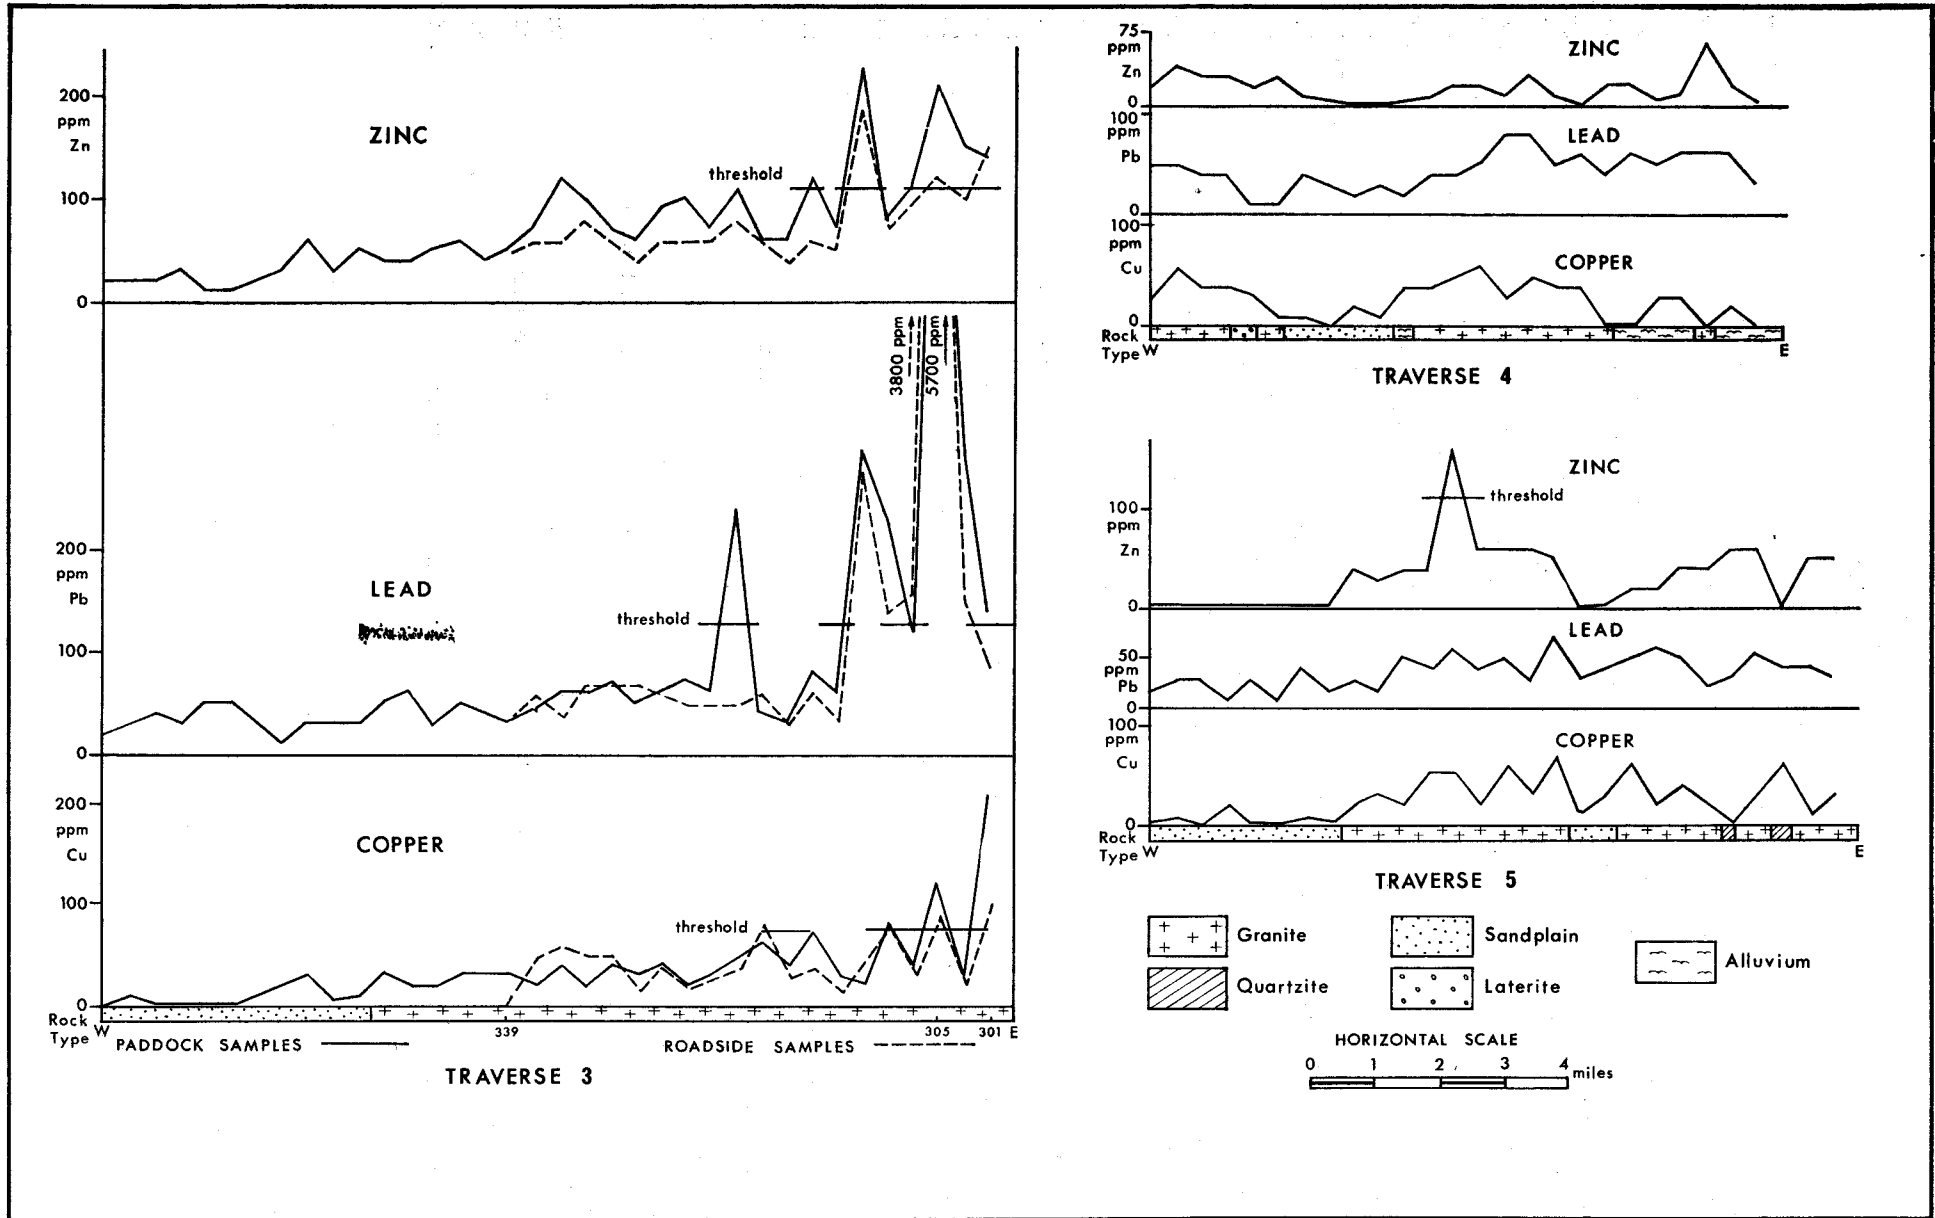 200
ppm
Zn
ZINC
threshold
100
0
3800 ppm
5700 ppm
200
ppm
Pb
LEAD
threshold
100
0
200
ppm
Cu
COPPER
100
threshold
0
Rock
Type
W
339
305
301
E
PADDOCK SAMPLES
ROADSIDE SAMPLES
TRAVERSE 3
75
ppm
Zn
0
ZINC
100
ppm
Pb
0
LEAD
100
ppm
Cu
0
COPPER
Rock
Type W
E
TRAVERSE 4
ZINC
threshold
100
ppm
Zn
0
LEAD
50
ppm
Pb
0
100
ppm
Cu
COPPER
0
Rock
Type W
E
TRAVERSE 5
Granite
Sandplain
Alluvium
Quartzite
Laterite
HORIZONTAL SCALE
0 1 2 3 4 miles